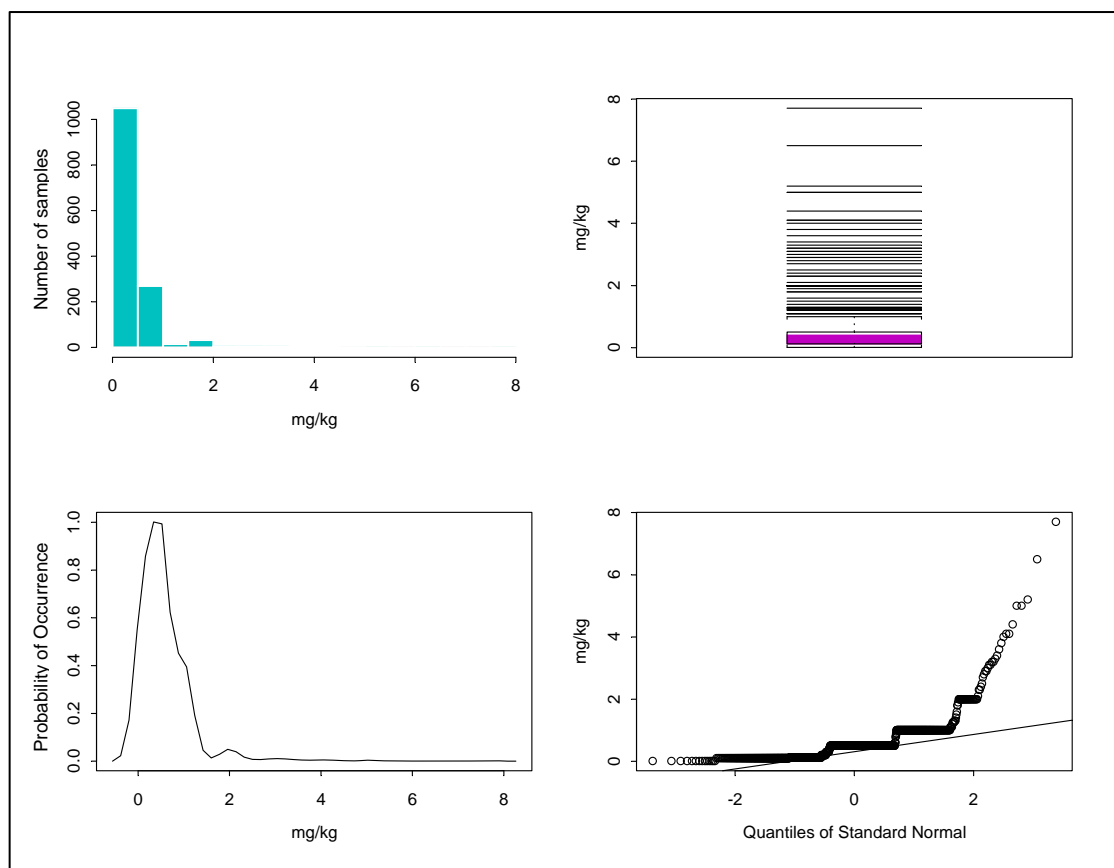 Number of samples
0 200 400 600 800 1000
0 2 4 6 8
mg/kg
mg/kg
0 2 4 6 8
Probability of Occurrence
0.0 0.2 0.4 0.6 0.8 1.0
0 2 4 6 8
mg/kg
mg/kg
0 2 4 6 8
-2 0 2
Quantiles of Standard Normal